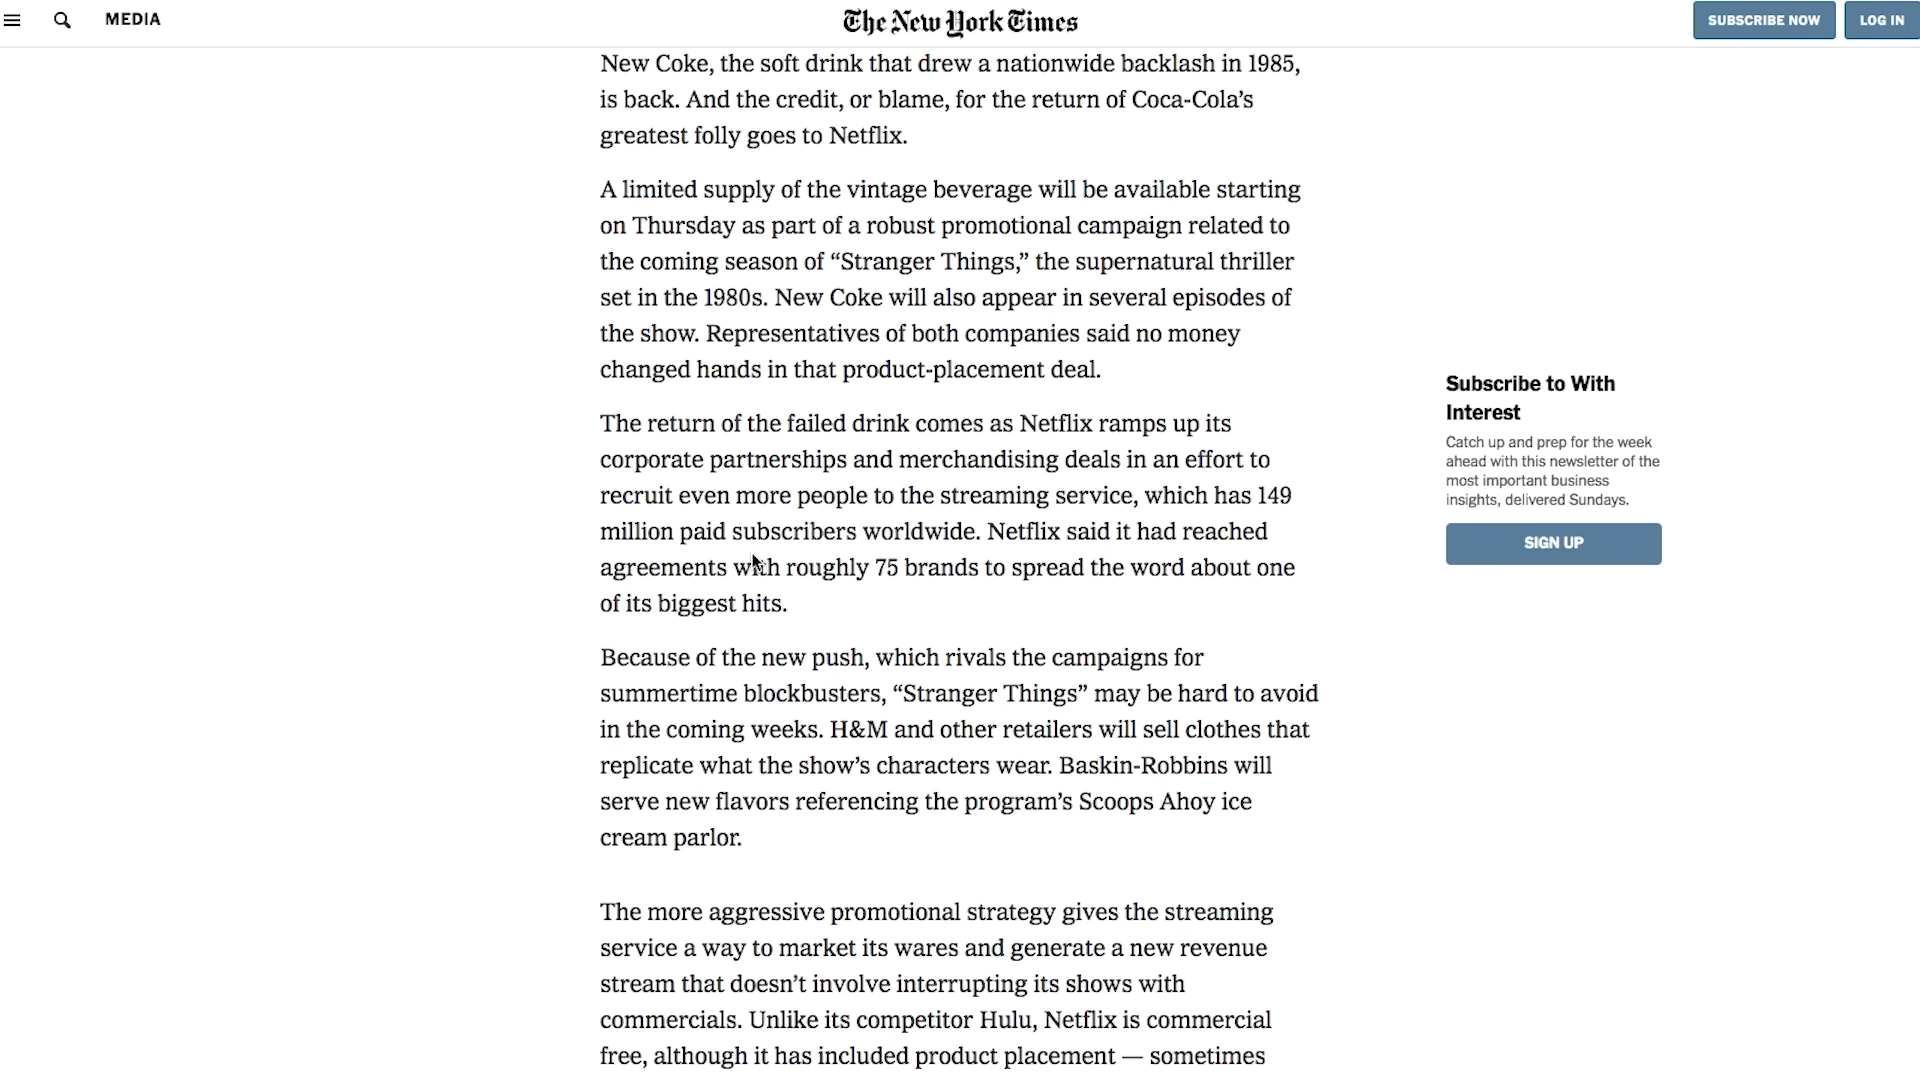 MEDIA
The New York Times
SUBSCRIBE NOW
LOG IN
New Coke, the soft drink that drew a nationwide backlash in 1985,
is back. And the credit, or blame, for the return of Coca-Cola’s
greatest folly goes to Netflix.
A limited supply of the vintage beverage will be available starting
on Thursday as part of a robust promotional campaign related to
the coming season of “Stranger Things,” the supernatural thriller
set in the 1980s. New Coke will also appear in several episodes of
the show. Representatives of both companies said no money
changed hands in that product-placement deal.
The return of the failed drink comes as Netflix ramps up its
corporate partnerships and merchandising deals in an effort to
recruit even more people to the streaming service, which has 149
million paid subscribers worldwide. Netflix said it had reached
agreements with roughly 75 brands to spread the word about one
of its biggest hits.
Because of the new push, which rivals the campaigns for
summertime blockbusters, “Stranger Things” may be hard to avoid
in the coming weeks. H&M and other retailers will sell clothes that
replicate what the show’s characters wear. Baskin-Robbins will
serve new flavors referencing the program’s Scoops Ahoy ice
cream parlor.
The more aggressive promotional strategy gives the streaming
service a way to market its wares and generate a new revenue
stream that doesn’t involve interrupting its shows with
commercials. Unlike its competitor Hulu, Netflix is commercial
free, although it has included product placement — sometimes
Subscribe to With
Interest
Catch up and prep for the week
ahead with this newsletter of the
most important business
insights, delivered Sundays.
SIGN UP